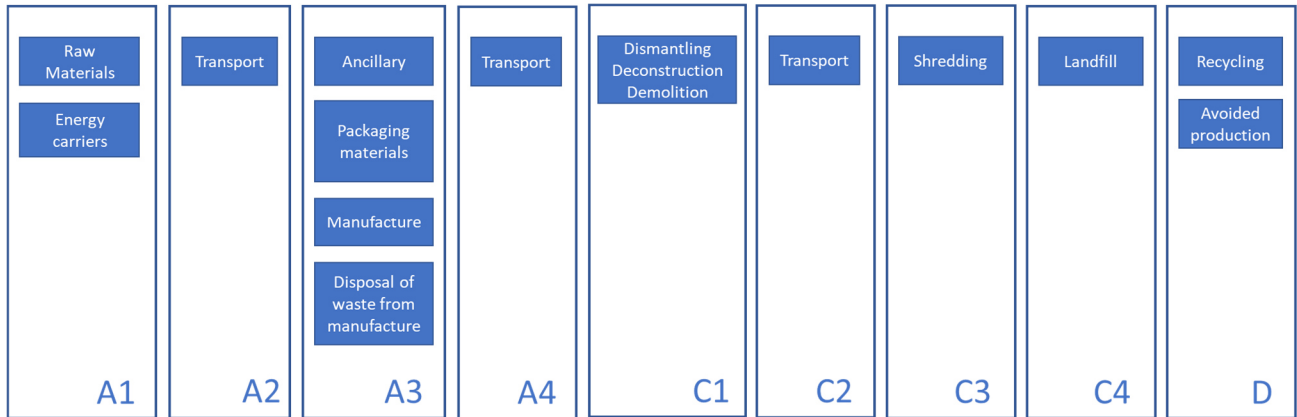 Raw
Materials
Energy
carriers
A1
Transport
A2
Ancillary
Packaging
materials
Manufacture
Disposal of
waste from
manufacture
A3
Transport
A4
Dismantling
Deconstruction
Demolition
C1
Transport
C2
Shredding
C3
Landfill
C4
Recycling
Avoided
production
D